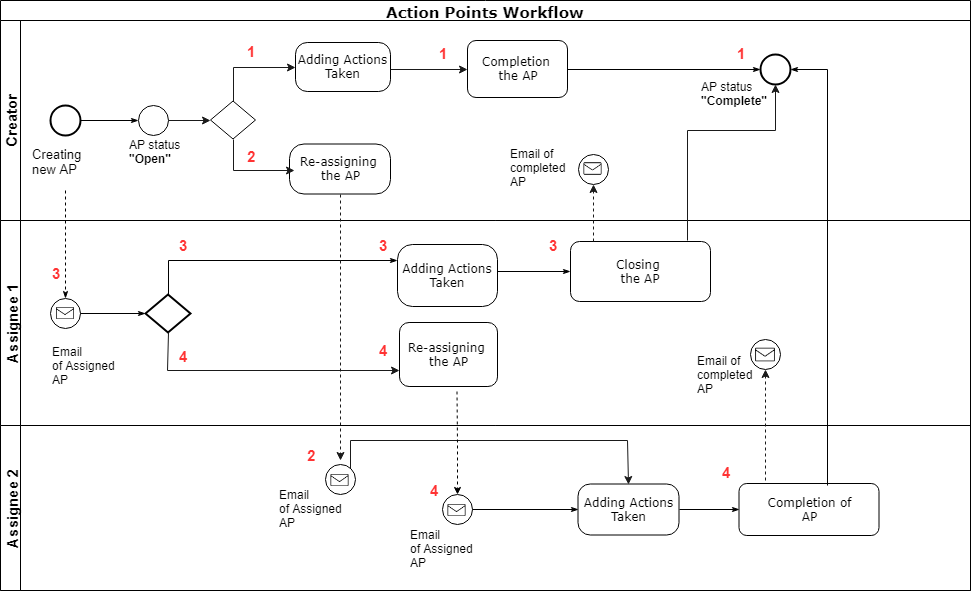 Action Points Workflow
Creator
1
Adding Actions
Taken
1
Completion
the AP
1
AP status
"Complete"
Creating
new AP
AP status
"Open"
2
Re-assigning
the AP
Email of
completed
AP
Assignee 1
3
3
Adding Actions
Taken
3
Closing
the AP
3
Email
of Assigned
AP
4
4
Re-assigning
the AP
Email of
completed
AP
Assignee 2
2
Email
of Assigned
AP
4
Email
of Assigned
AP
Adding Actions
Taken
4
Completion of
AP